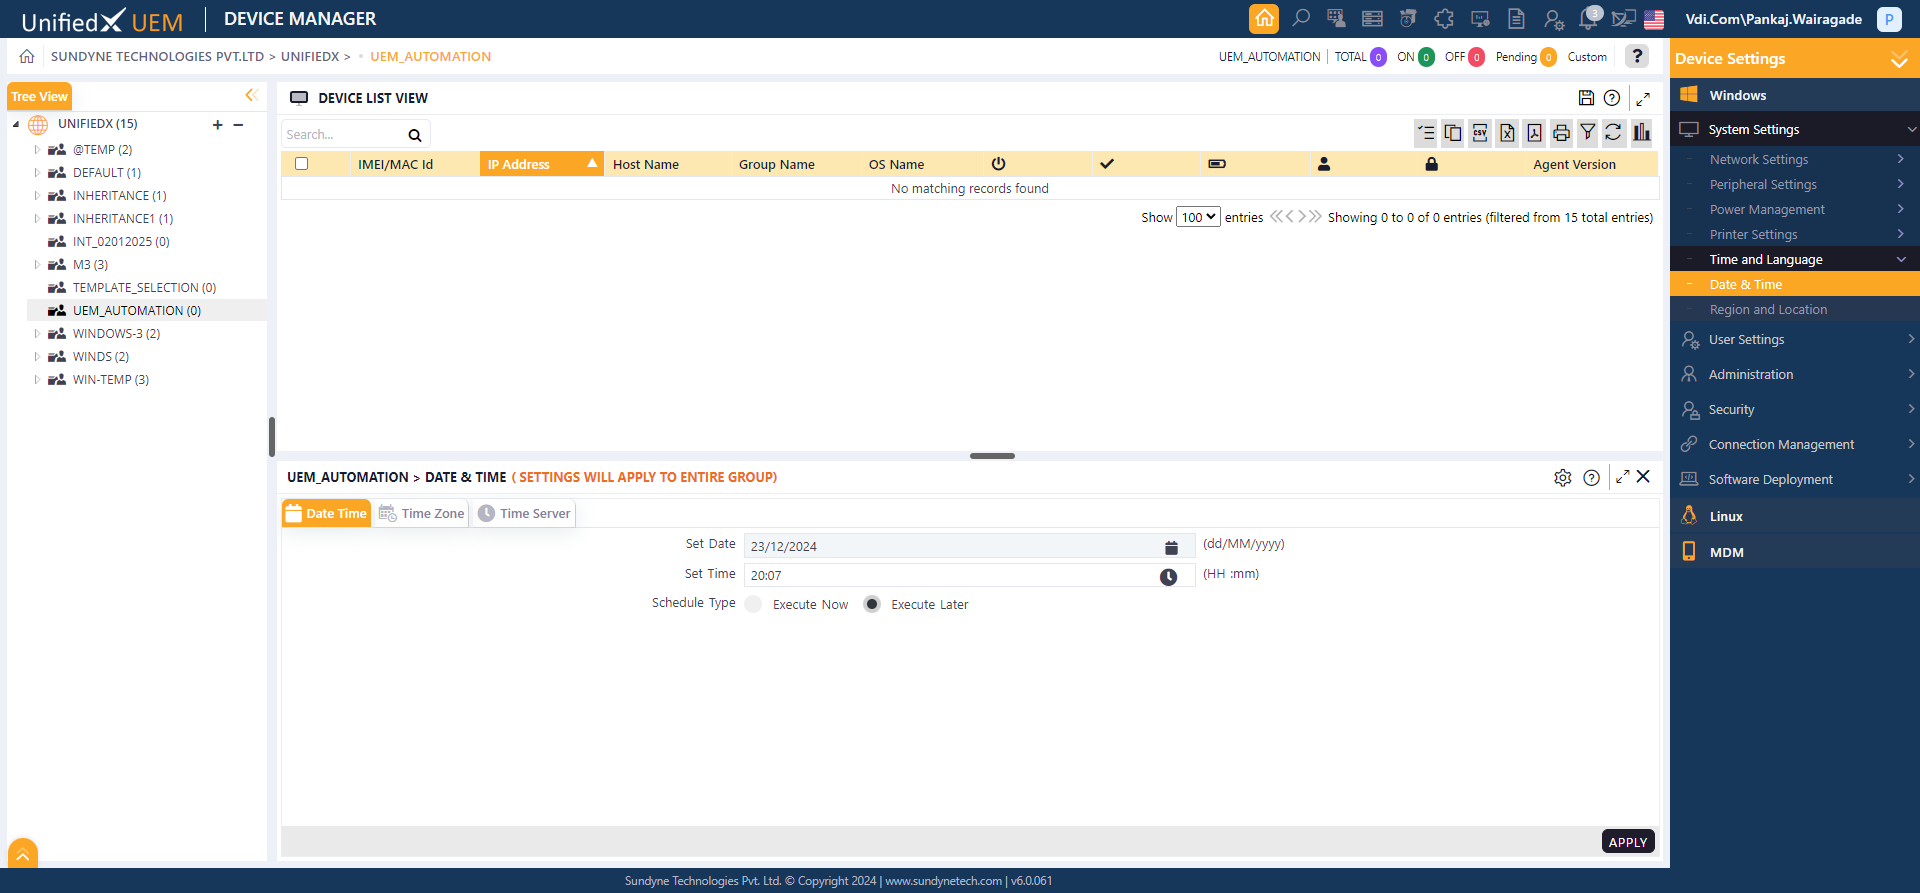 UnifiedX UEM
DEVICE MANAGER
3
Vdi.Com\Pankaj.Wairagade
P
SUNDYNE TECHNOLOGIES PVT.LTD > UNIFIEDX > • UEM_AUTOMATION
UEM_AUTOMATION TOTAL 0 ON 0 OFF 0 Pending 0 Custom ?
Tree View
UNIFIEDX (15)
@TEMP (2)
DEFAULT (1)
INHERITANCE (1)
INHERITANCE1 (1)
INT_02012025 (0)
M3 (3)
TEMPLATE_SELECTION (0)
UEM_AUTOMATION (0)
WINDOWS-3 (2)
WINDS (2)
WIN-TEMP (3)
DEVICE LIST VIEW
Search...
CSV
IMEI/MAC Id IP Address Host Name Group Name OS Name Agent Version
No matching records found
Show 100 entries Showing 0 to 0 of 0 entries (filtered from 15 total entries)
UEM_AUTOMATION > DATE & TIME ( SETTINGS WILL APPLY TO ENTIRE GROUP)
Date Time Time Zone Time Server
Set Date 23/12/2024 (dd/MM/yyyy)
Set Time 20:07 (HH :mm)
Schedule Type Execute Now Execute Later
APPLY
Device Settings
Windows
System Settings
Network Settings
Peripheral Settings
Power Management
Printer Settings
Time and Language
Date & Time
Region and Location
User Settings
Administration
Security
Connection Management
Software Deployment
Linux
MDM
Sundyne Technologies Pvt. Ltd. © Copyright 2024 | www.sundynetech.com | v6.0.061